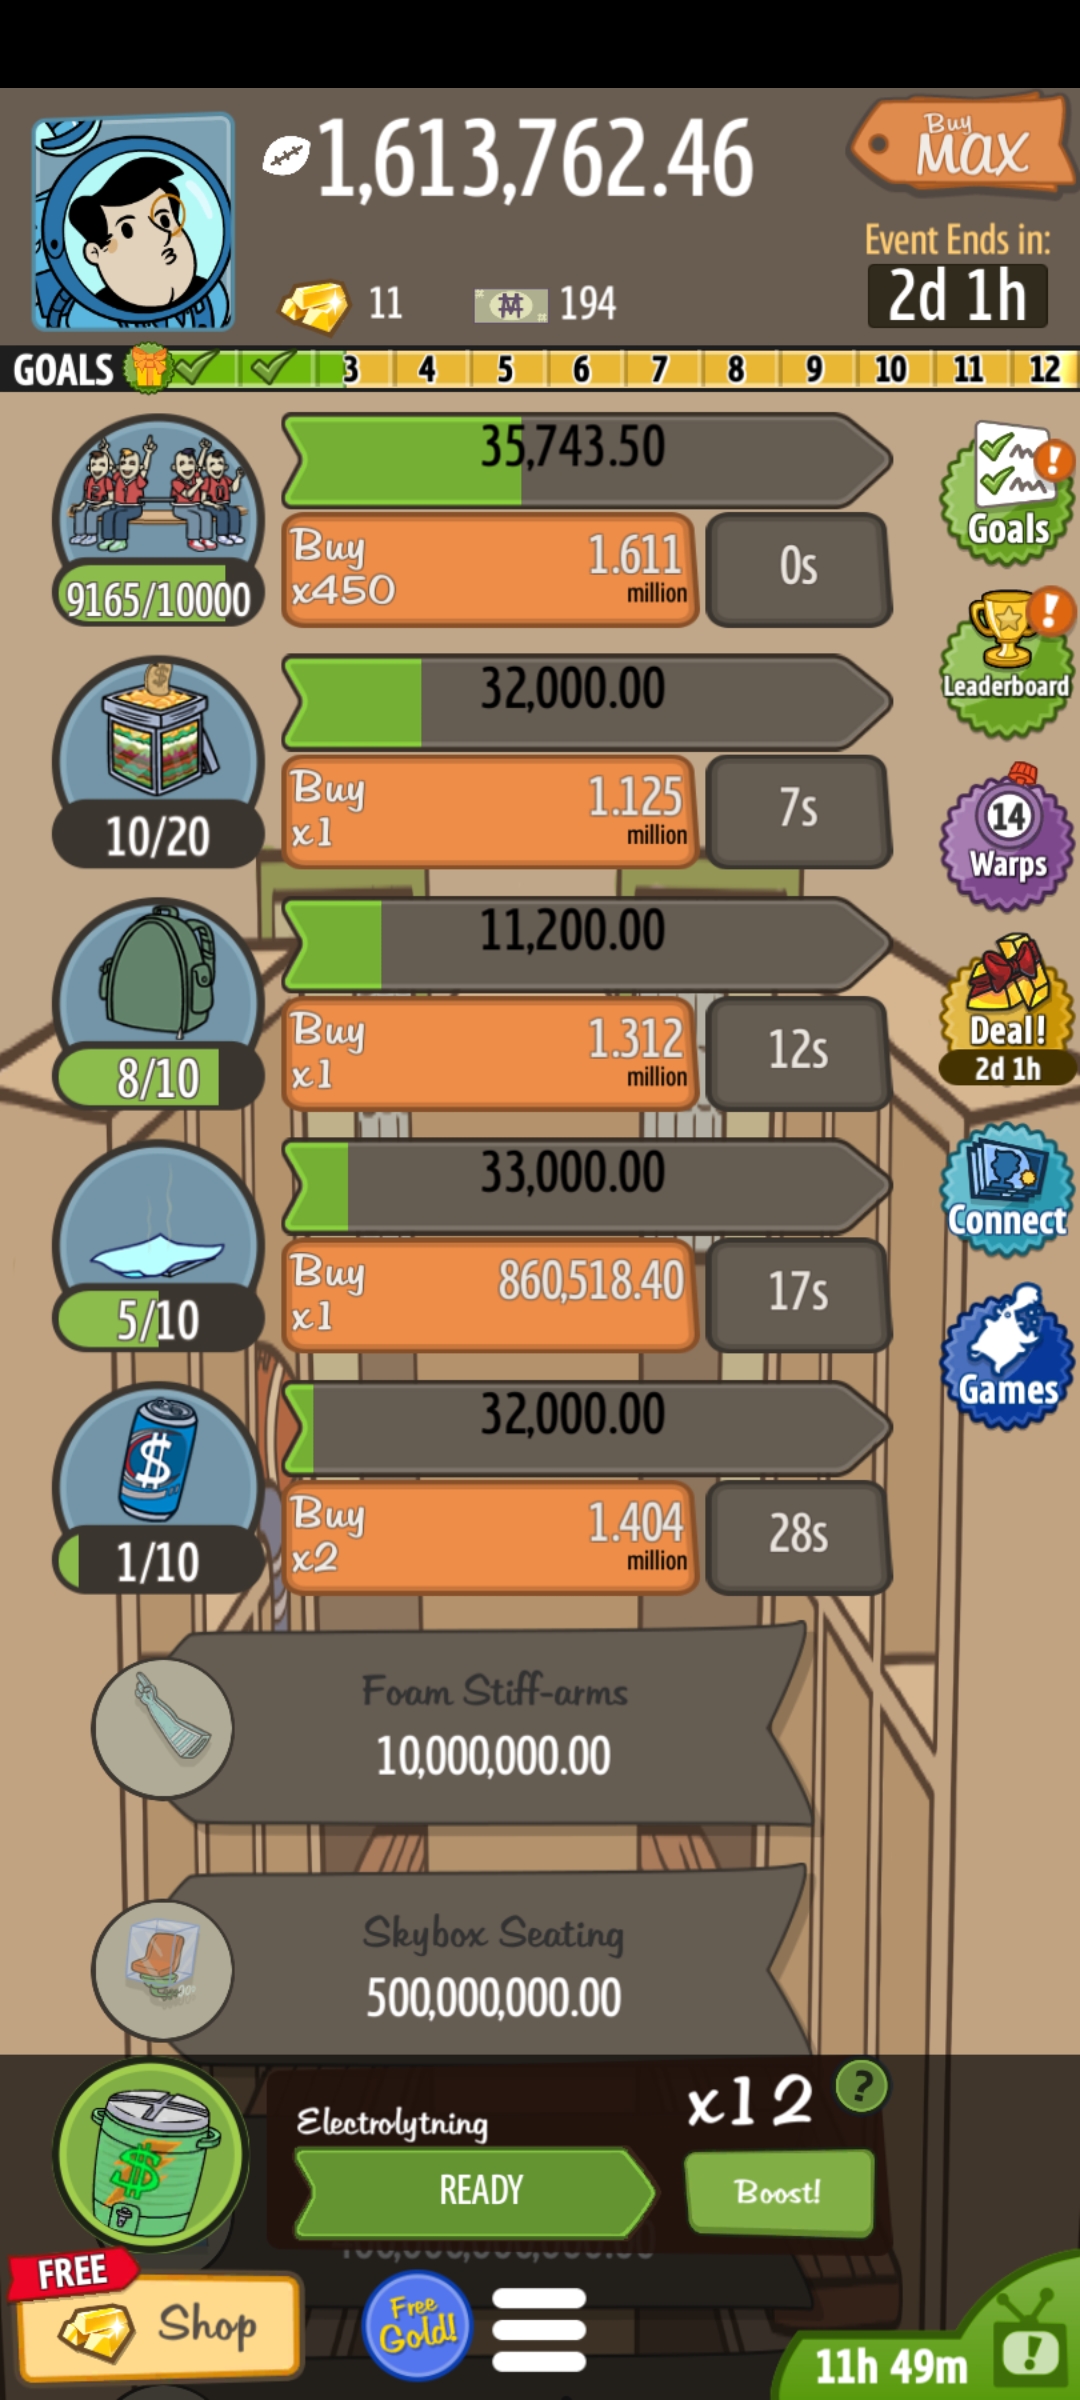 1,613,762.46
Buy
MAX
Event Ends in:
2d 1h
11
194
GOALS 3 4 5 6 7 8 9 10 11 12
35,743.50
Buy
x450
1.611
million
0s
9165/10000
Goals
32,000.00
Buy
x1
1.125
million
7s
10/20
Leaderboard
11,200.00
Buy
x1
1.312
million
12s
8/10
14
Warps
33,000.00
Buy
x1
860,518.40
17s
5/10
Deal!
2d 1h
32,000.00
Buy
x2
1.404
million
28s
1/10
Connect
Games
Foam Stiff-arms
10,000,000.00
Skybox Seating
500,000,000.00
Electrolytning
x12
?
READY
Boost!
FREE
Shop
Free
Gold!
11h 49m